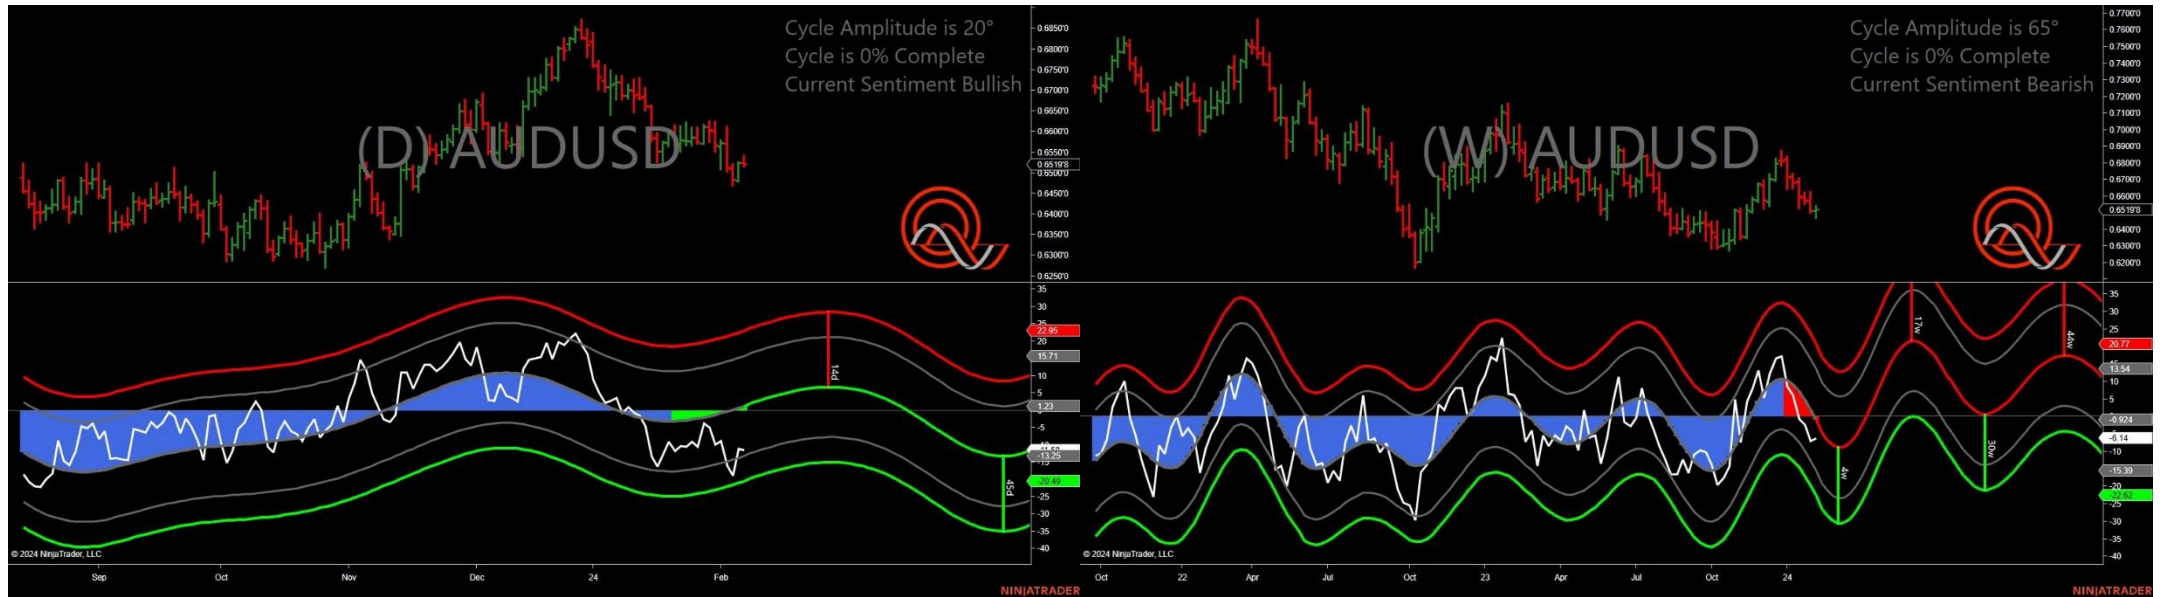 Cycle Amplitude is 20°
Cycle is 0% Complete
Current Sentiment Bullish
(D) AUDUSD
0.6850'0
0.6750'0
0.6700'0
0.6650'0
0.6600'0
0.6550'0
0.6519'8
0.6500'0
0.6450'0
0.6400'0
0.6350'0
0.6300'0
0.6250'0
35
30
25
22.95
20
15.71
10
5
1.23
-5
-13.25
-15
-20.49
-25
-30
-35
-40
14d
45d
© 2024 NinjaTrader, LLC
Sep
Oct
Nov
Dec
24
Feb
NINJATRADER
Cycle Amplitude is 65°
Cycle is 0% Complete
Current Sentiment Bearish
(W) AUDUSD
0.7700'0
0.7500'0
0.7400'0
0.7300'0
0.7200'0
0.7100'0
0.7000'0
0.6900'0
0.6800'0
0.6700'0
0.6600'0
0.6519'8
0.6400'0
0.6300'0
0.6200'0
35
30
25
20.77
13.54
10
5
-0.924
-6.14
-10
-15.39
-20
-22.62
-30
-35
-40
17w
44w
4w
30w
© 2024 NinjaTrader, LLC
Oct
22
Apr
Jul
Oct
23
Apr
Jul
Oct
24
NINJATRADER